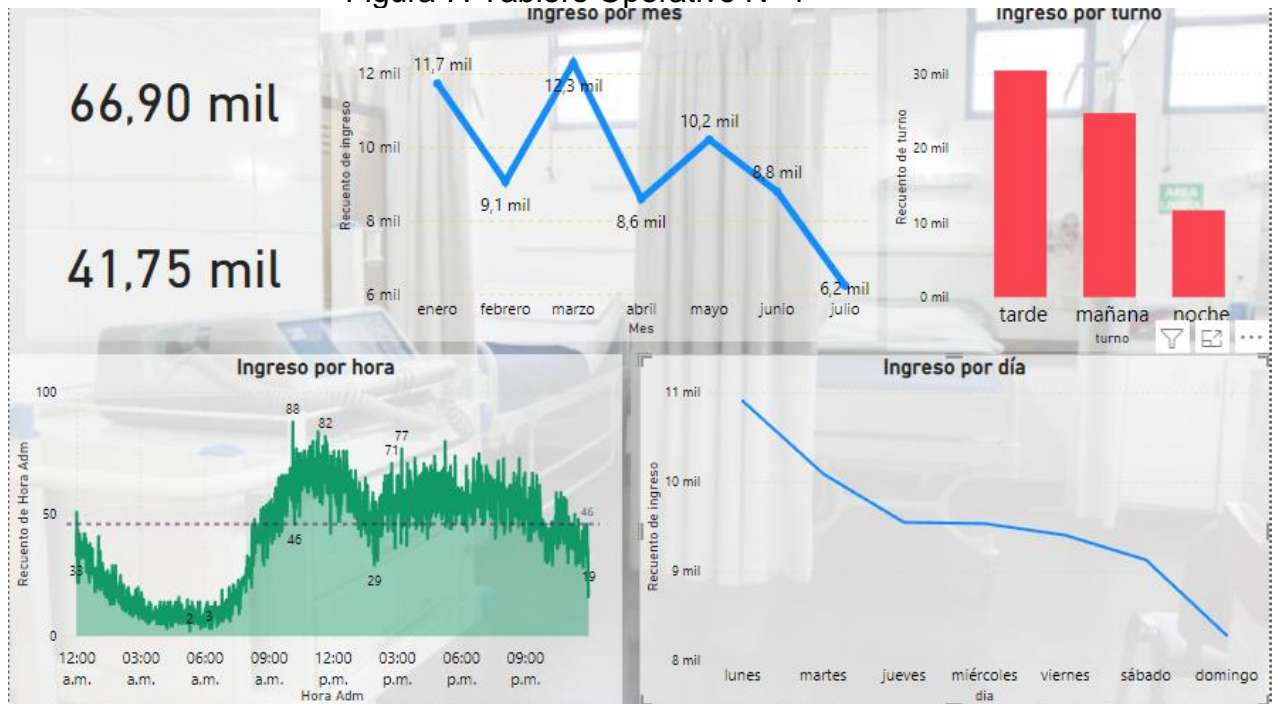 Figura 7. Tablero Operativo N° 1
66,90 mil
41,75 mil
Ingreso por mes
Recuento de ingreso
12 mil
10 mil
8 mil
6 mil
11,7 mil
9,1 mil
12,3 mil
8,6 mil
10,2 mil
8,8 mil
6,2 mil
enero febrero marzo abril mayo junio julio
Mes
Ingreso por turno
Recuento de turno
30 mil
20 mil
10 mil
0 mil
tarde mañana noche
turno
Ingreso por hora
Recuento de Hora Adm
100
50
0
38
2
3
88
46
82
29
71
77
46
19
12:00 a.m.
03:00 a.m.
06:00 a.m.
09:00 a.m.
12:00 p.m.
03:00 p.m.
06:00 p.m.
09:00 p.m.
Hora Adm
Ingreso por día
Recuento de ingreso
11 mil
10 mil
9 mil
8 mil
lunes martes jueves miércoles viernes sábado domingo
dia